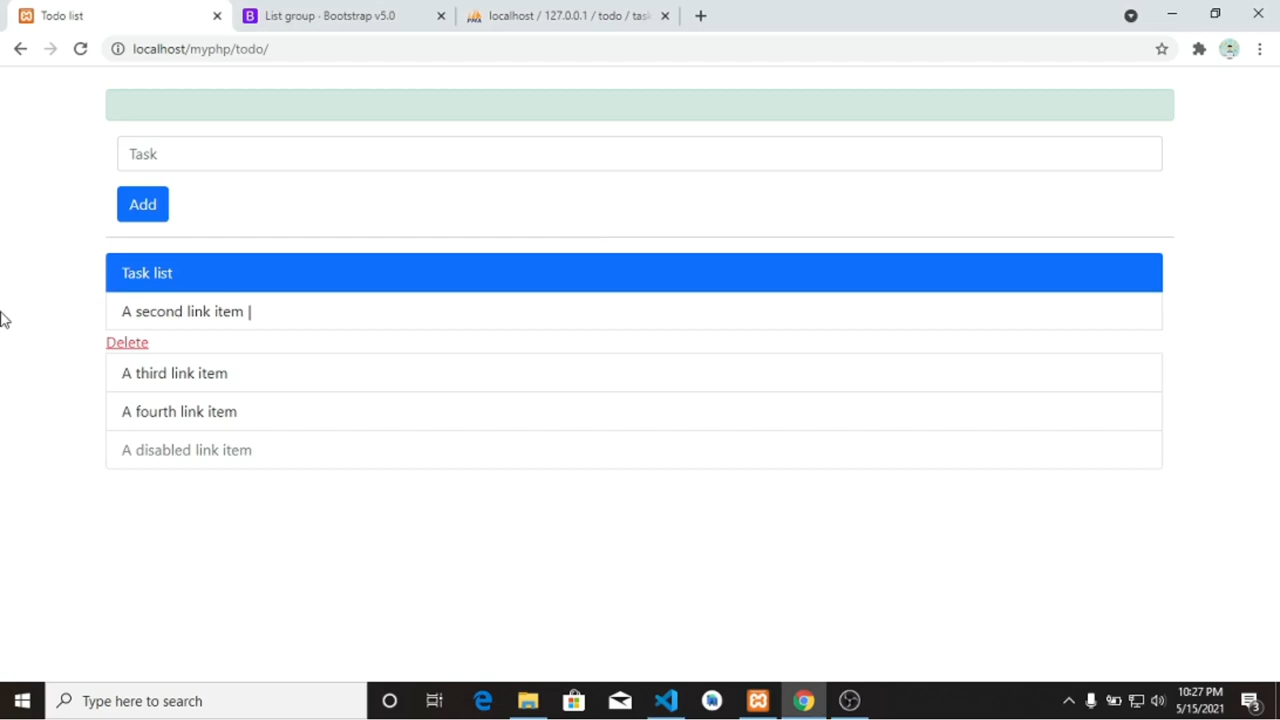 Todo list
List group · Bootstrap v5.0
localhost / 127.0.0.1 / todo / task
localhost/myphp/todo/
Task
Add
Task list
A second link item |
Delete
A third link item
A fourth link item
A disabled link item
Type here to search
10:27 PM
5/15/2021
3